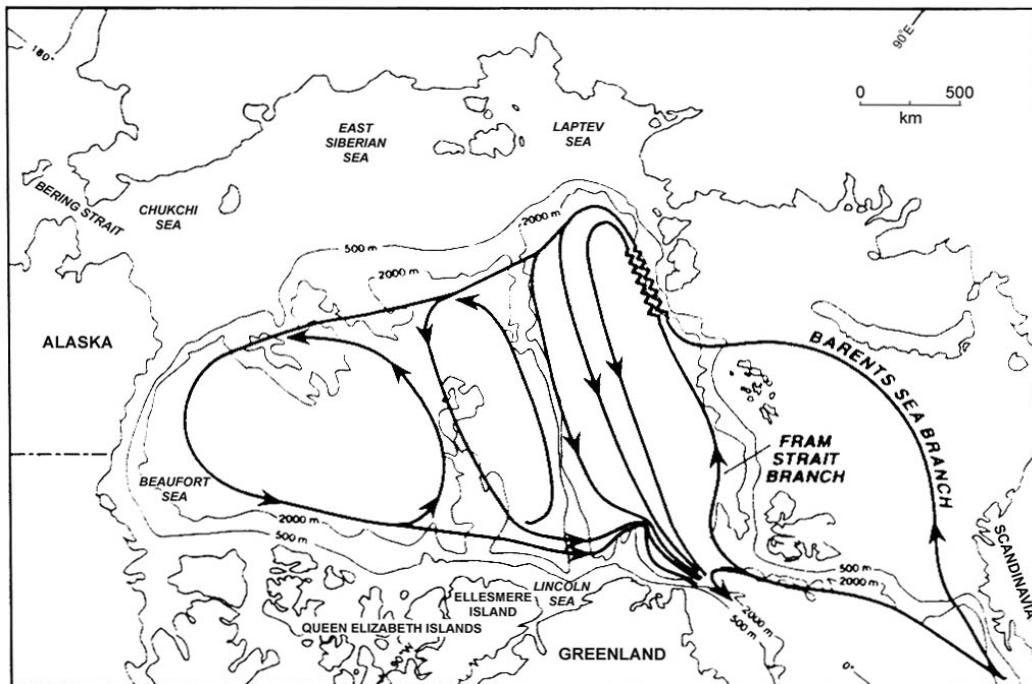 180°
90°E
0 500
km
EAST
SIBERIAN
SEA
LAPTEV
SEA
BERING STRAIT
CHUKCHI
SEA
2000 m
500 m
2000 m
ALASKA
BARENTS SEA BRANCH
FRAM
STRAIT
BRANCH
BEAUFORT
SEA
2000 m
500 m
SCANDINAVIA
500 m
2000 m
LINCOLN
SEA
ELLESMERE
ISLAND
2000 m
500 m
QUEEN ELIZABETH ISLANDS
90°W
GREENLAND